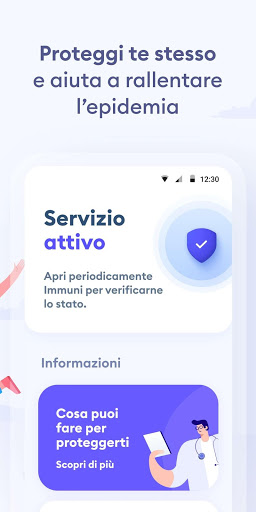 Proteggi te stesso
e aiuta a rallentare
l'epidemia
12:30
Servizio
attivo
Apri periodicamente
Immuni per verificarne
lo stato.
Informazioni
Cosa puoi
fare per
proteggerti
Scopri di più